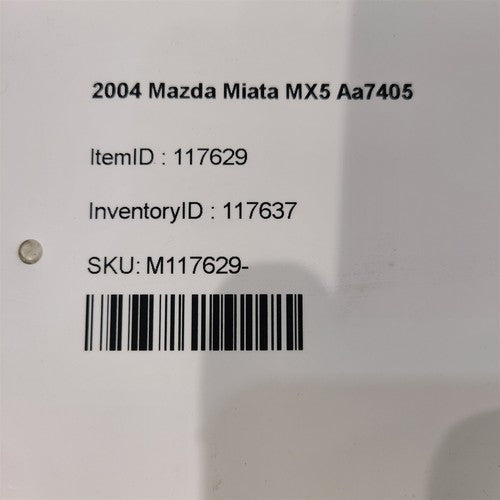 2004 Mazda Miata MX5 Aa7405
ItemID : 117629
InventoryID : 117637
SKU: M117629-